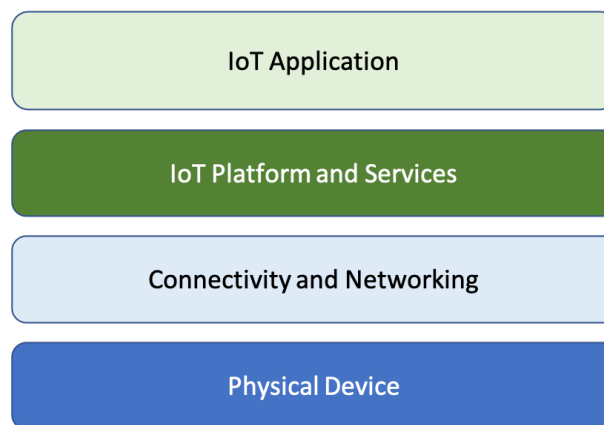 IoT Application
IoT Platform and Services
Connectivity and Networking
Physical Device